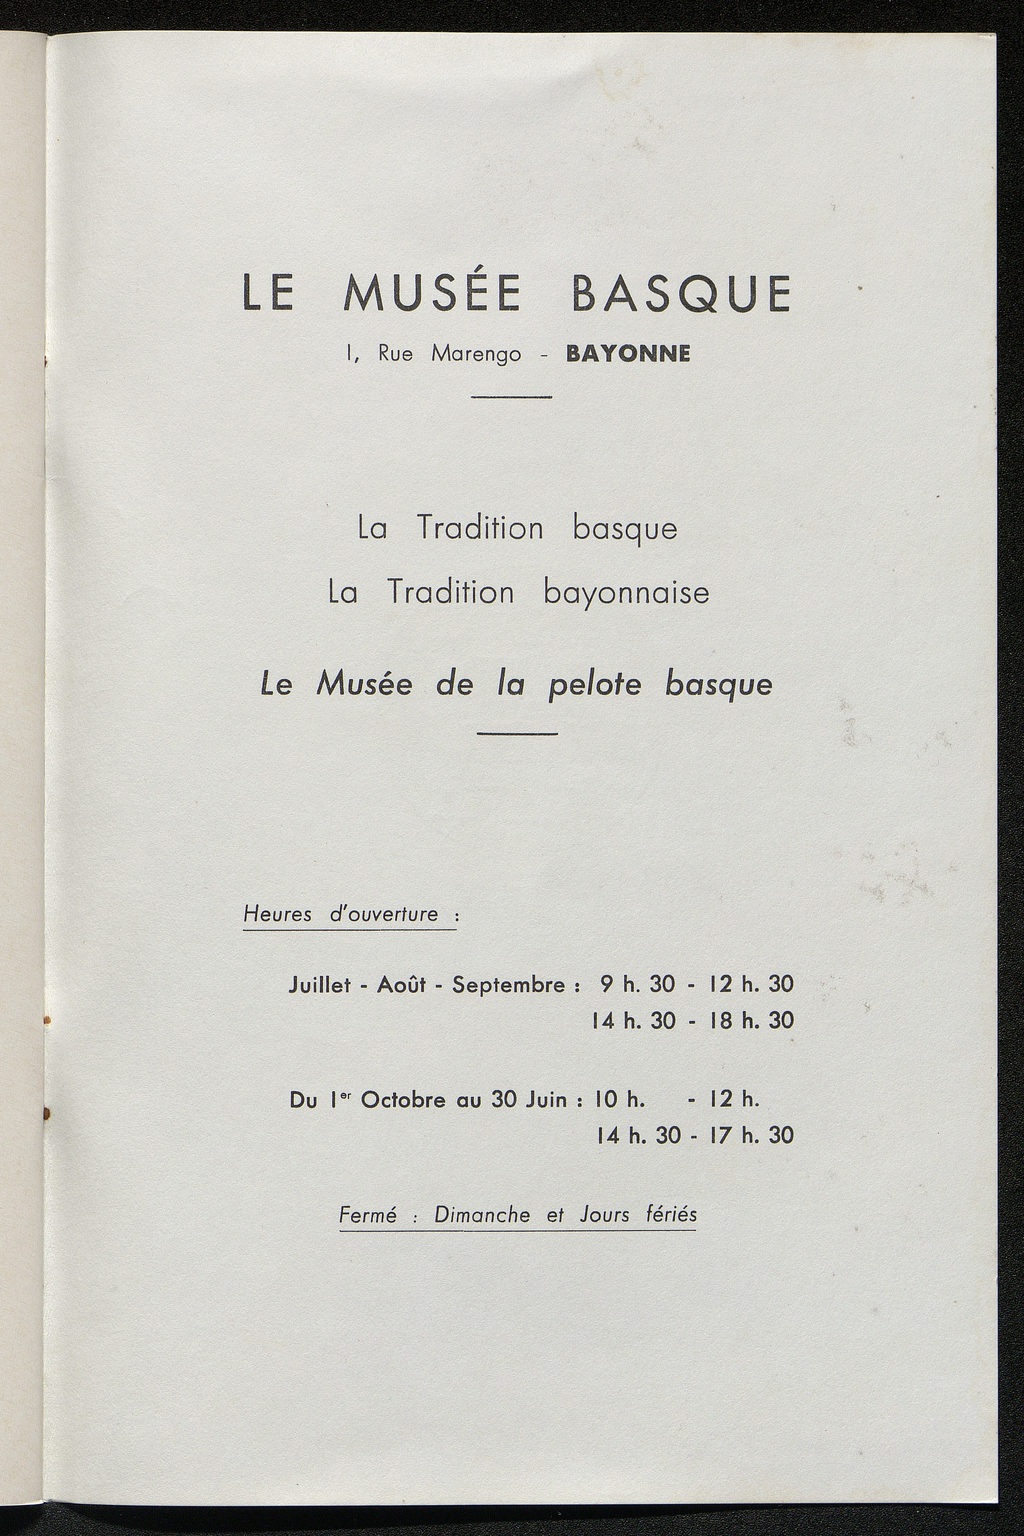 LE MUSÉE BASQUE
1, Rue Marengo - BAYONNE
La Tradition basque
La Tradition bayonnaise
Le Musée de la pelote basque
Heures d'ouverture :
Juillet - Août - Septembre : 9 h. 30 - 12 h. 30
14 h. 30 - 18 h. 30
Du 1er Octobre au 30 Juin : 10 h. - 12 h.
14 h. 30 - 17 h. 30
Fermé : Dimanche et Jours fériés